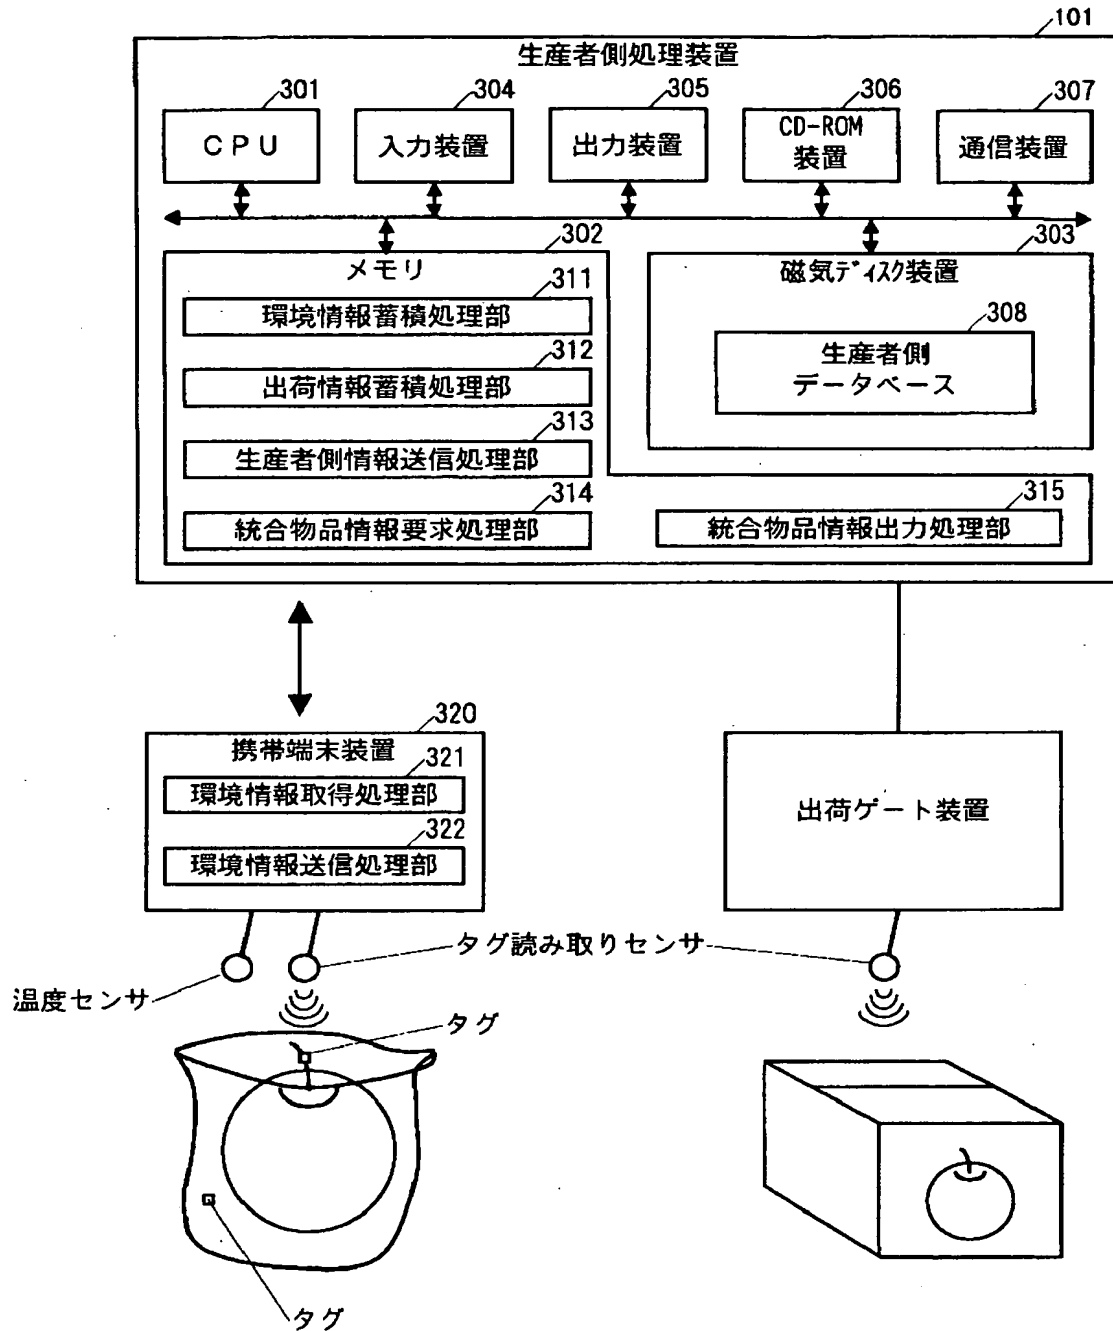 101
生産者側処理装置
301
304
305
306
307
CPU
入力装置
出力装置
CD-ROM
装置
通信装置
302
303
メモリ
磁気ディスク装置
311
環境情報蓄積処理部
308
生産者側
データベース
312
出荷情報蓄積処理部
313
生産者側情報送信処理部
314
統合物品情報要求処理部
315
統合物品情報出力処理部
320
携帯端末装置
321
環境情報取得処理部
322
環境情報送信処理部
出荷ゲート装置
タグ読み取りセンサ
温度センサ
タグ
タグ